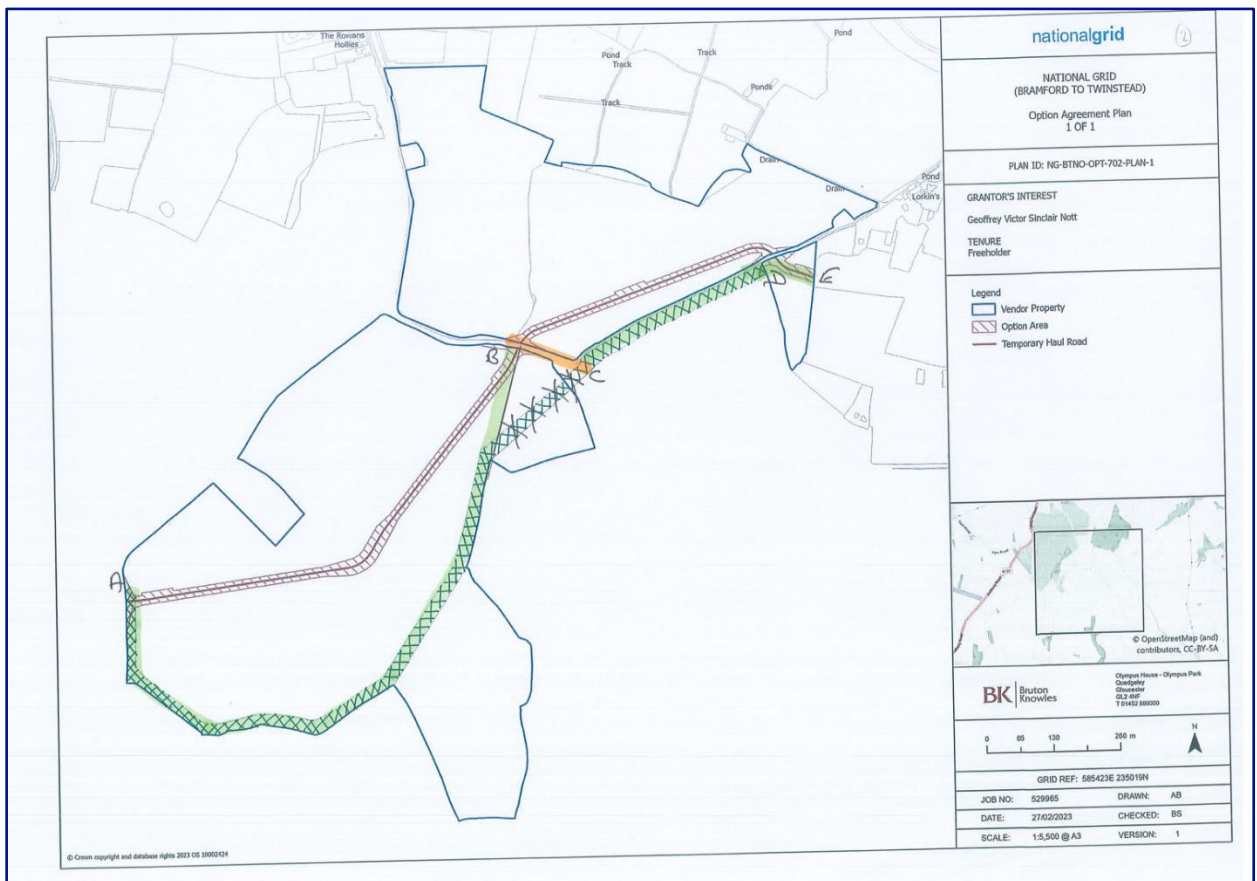 The Rowans
Hollies
Pond
Track
Track
Track
Pond
Ponds
Drain
Drain
Pond
Lorkin's
A
B
C
D
E
© Crown copyright and database rights 2023 OS 10002424
nationalgrid
2
NATIONAL GRID
(BRAMFORD TO TWINSTEAD)
Option Agreement Plan
1 OF 1
PLAN ID: NG-BTNO-OPT-702-PLAN-1
GRANTOR'S INTEREST
Geoffrey Victor Sinclair Nott
TENURE
Freeholder
Legend
Vendor Property
Option Area
Temporary Haul Road
© OpenStreetMap (and)
contributors, CC-BY-SA
BK Bruton
Knowles
Olympus House - Olympus Park
Quedgeley
Gloucester
GL2 4NF
T 01452 880000
0 65 130 260 m
N
GRID REF: 585423E 235019N
JOB NO: 529965 DRAWN: AB
DATE: 27/02/2023 CHECKED: BS
SCALE: 1:5,500 @ A3 VERSION: 1